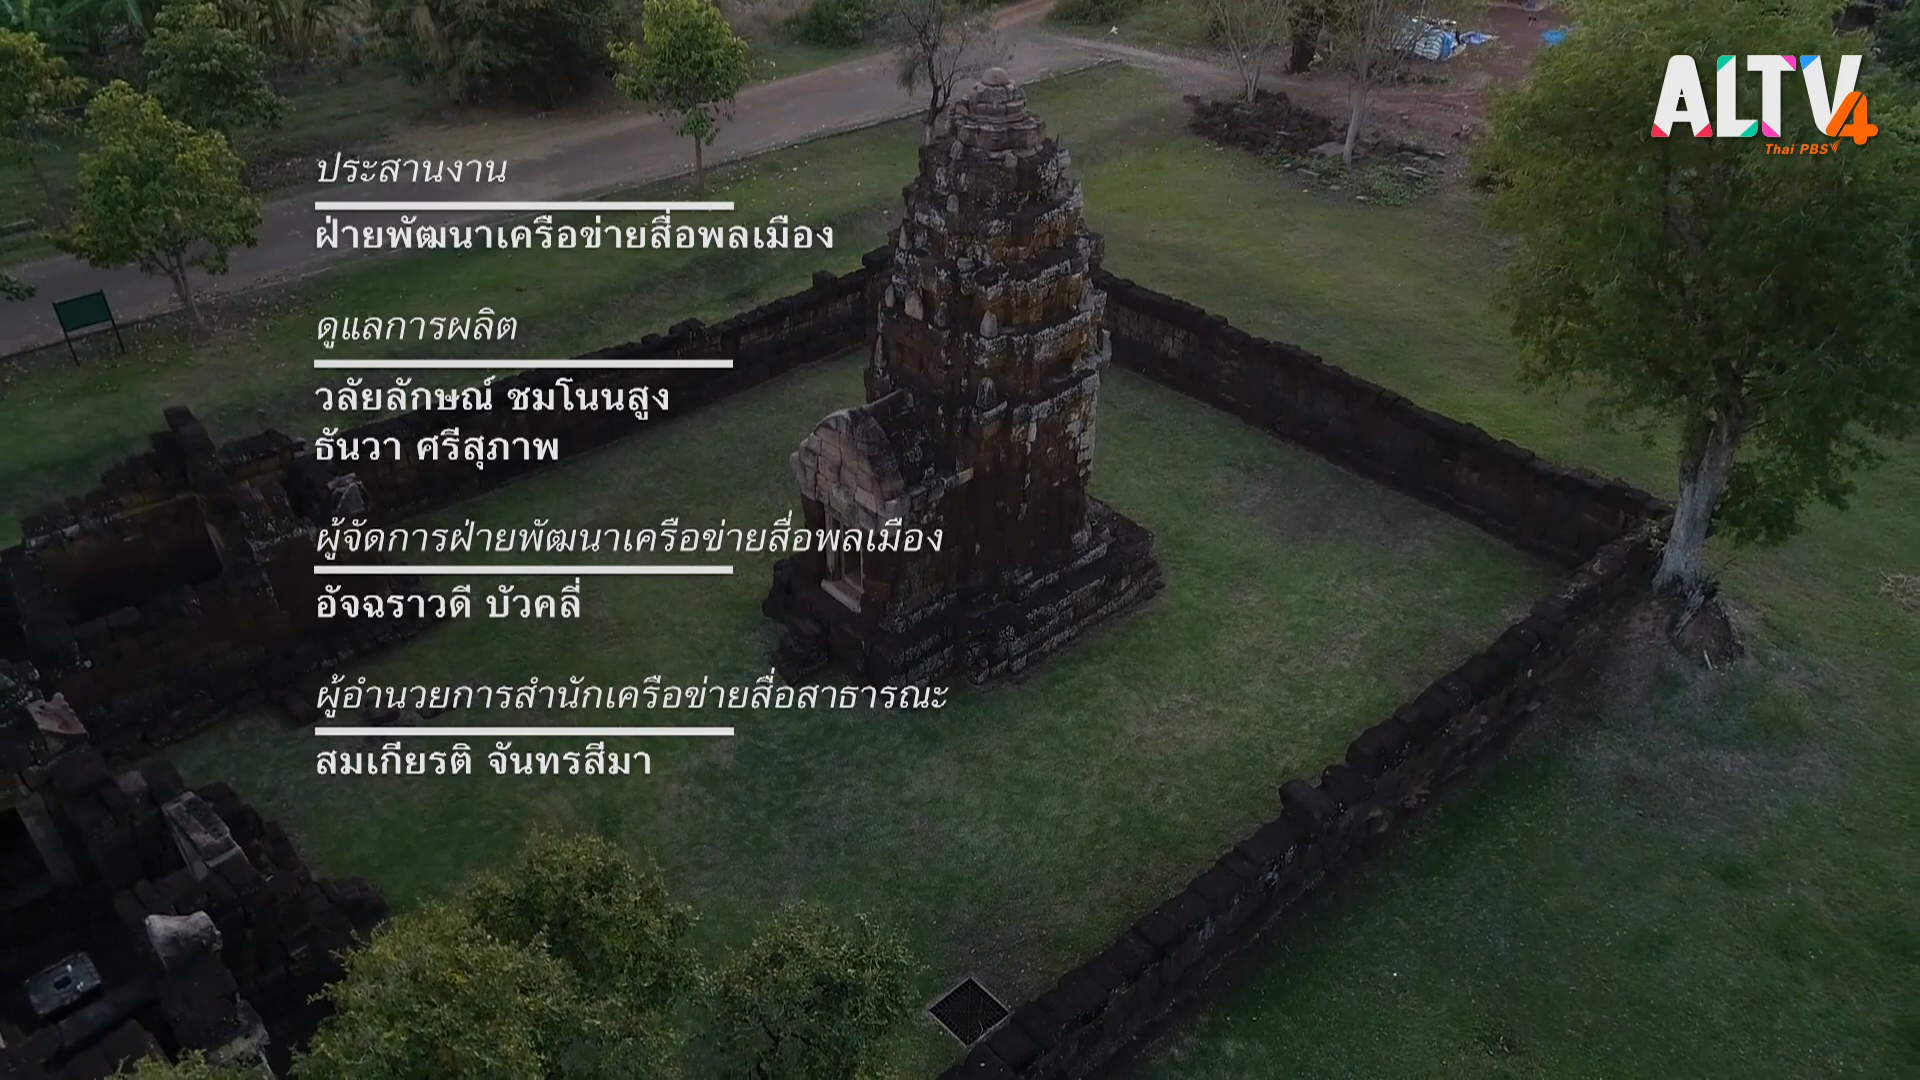 ALTV4
Thai PBS
ประสานงาน
ฝ่ายพัฒนาเครือข่ายสื่อพลเมือง
ดูแลการผลิต
วลัยลักษณ์ ชมโนนสูง
ธันวา ศรีสุภาพ
ผู้จัดการฝ่ายพัฒนาเครือข่ายสื่อพลเมือง
อัจฉราวดี บัวคลี่
ผู้อำนวยการสำนักเครือข่ายสื่อสาธารณะ
สมเกียรติ จันทรสีมา